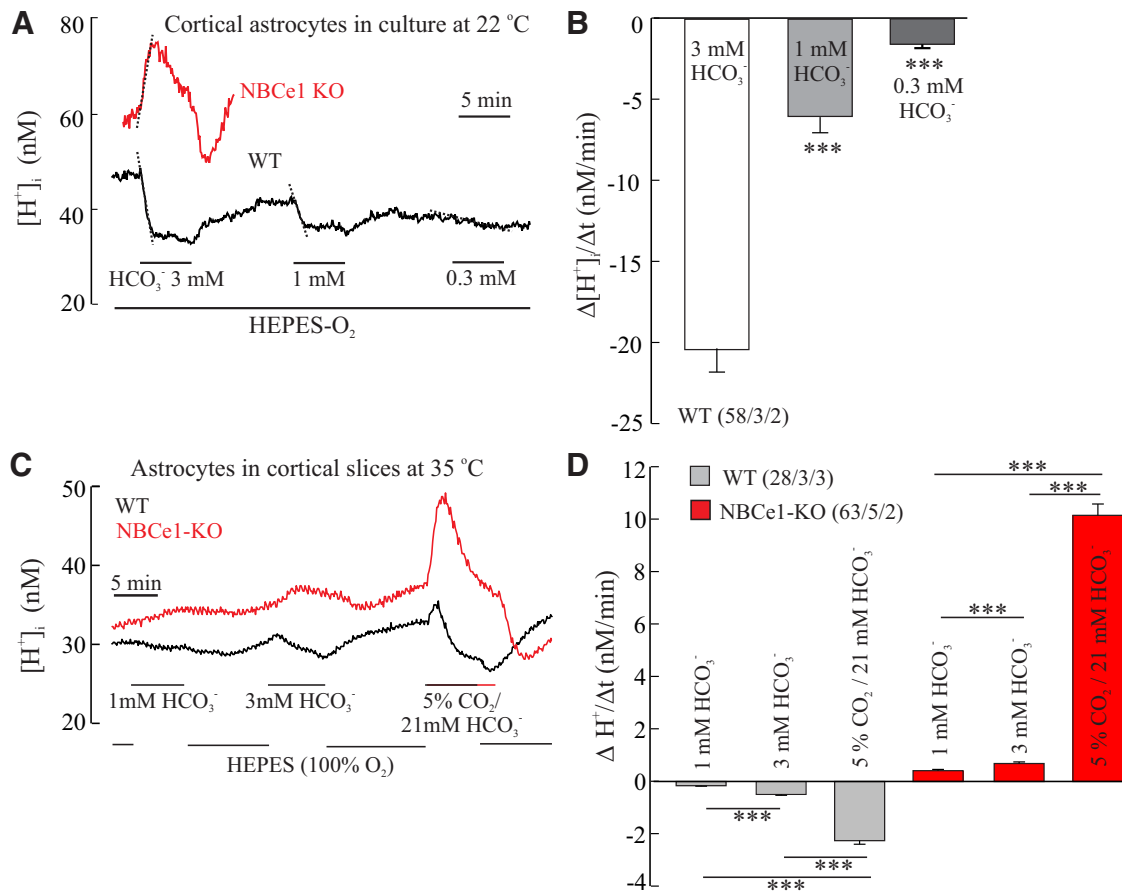 A
Cortical astrocytes in culture at 22 °C
80
60
40
20
[H⁺]ᵢ (nM)
NBCe1 KO
5 min
WT
HCO₃⁻ 3 mM
1 mM
0.3 mM
HEPES-O₂
B
0
-5
-10
-15
-20
-25
Δ[H⁺]ᵢ/Δt (nM/min)
3 mM
HCO₃⁻
1 mM
HCO₃⁻
***
***
0.3 mM
HCO₃⁻
WT (58/3/2)
C
Astrocytes in cortical slices at 35 °C
50
40
30
20
[H⁺]ᵢ (nM)
WT
NBCe1-KO
5 min
1mM HCO₃⁻
3mM HCO₃⁻
5% CO₂/
21mM HCO₃⁻
HEPES (100% O₂)
D
12
10
8
6
4
2
0
-2
-4
Δ H⁺/Δt (nM/min)
WT (28/3/3)
NBCe1-KO (63/5/2)
1 mM HCO₃⁻
3 mM HCO₃⁻
5 % CO₂ / 21 mM HCO₃⁻
1 mM HCO₃⁻
3 mM HCO₃⁻
5 % CO₂ / 21 mM HCO₃⁻
***
***
***
***
***
***